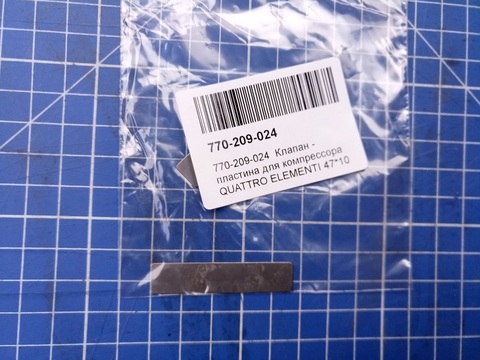 770-209-024
770-209-024 Клапан -
пластина для компрессора
QUATTRO ELEMENTI 47*10